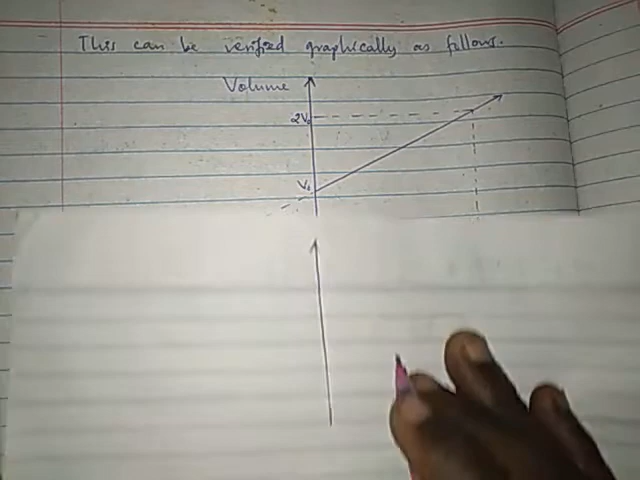 This can be verified graphically as follows.
Volume
2V₀
V₀